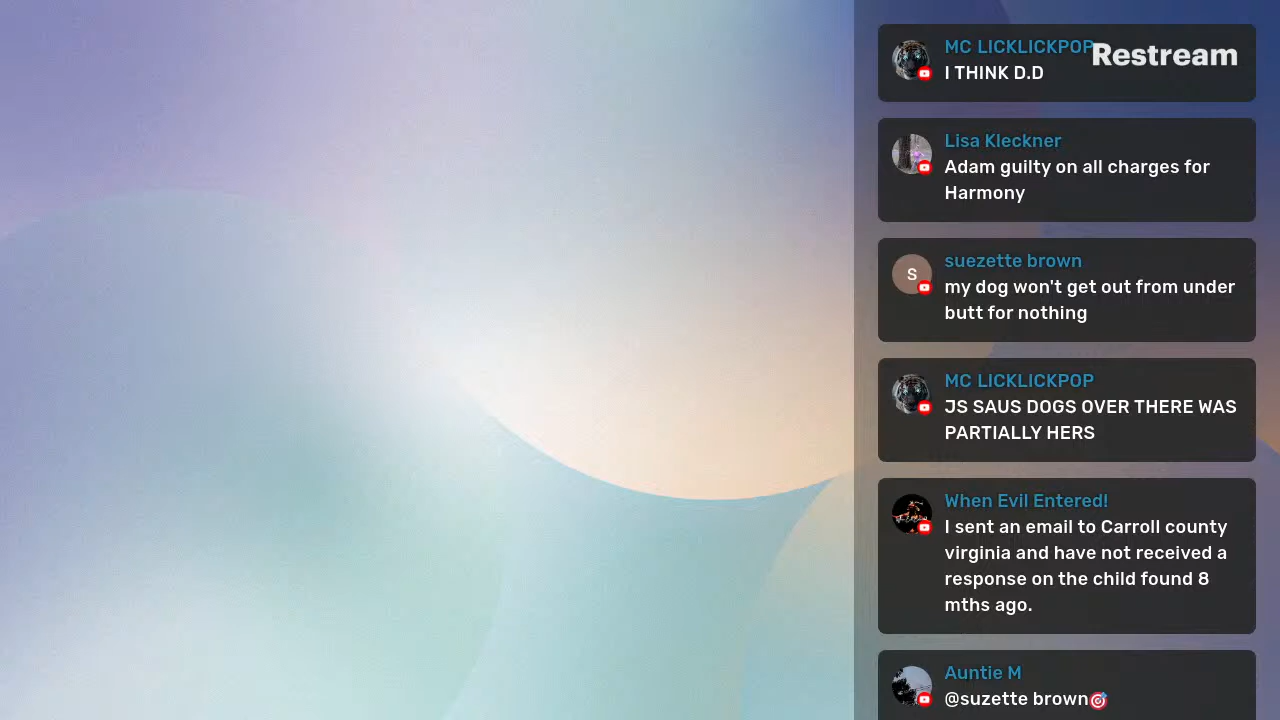 MC LICKLICKPOP
Restream
I THINK D.D
Lisa Kleckner
Adam guilty on all charges for
Harmony
S
suezette brown
my dog won't get out from under
butt for nothing
MC LICKLICKPOP
JS SAUS DOGS OVER THERE WAS
PARTIALLY HERS
When Evil Entered!
I sent an email to Carroll county
virginia and have not received a
response on the child found 8
mths ago.
Auntie M
@suzette brown🎯